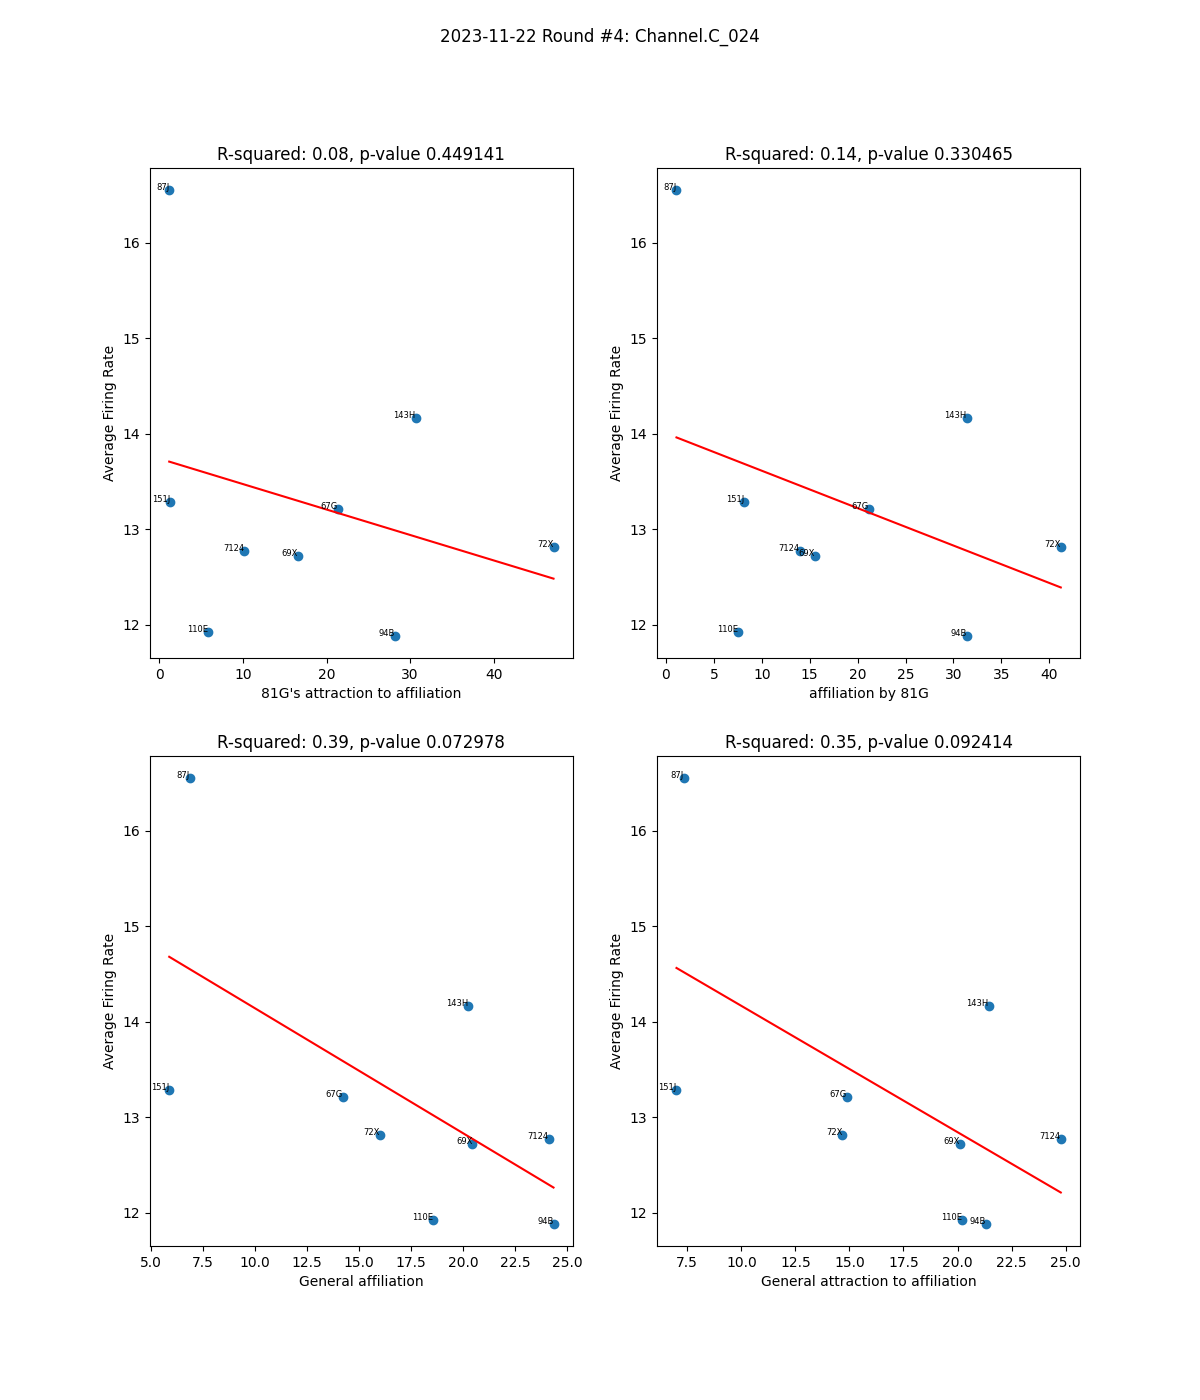 2023-11-22 Round #4: Channel.C_024
R-squared: 0.08, p-value 0.449141
87J
16
15
143H
14
151J
67G
13
7124
69X
72X
110E
94B
12
0 10 20 30 40
Average Firing Rate
81G's attraction to affiliation
R-squared: 0.14, p-value 0.330465
87J
16
15
143H
14
151J
67G
13
7124
69X
72X
110E
94B
12
0 5 10 15 20 25 30 35 40
Average Firing Rate
affiliation by 81G
R-squared: 0.39, p-value 0.072978
87J
16
15
143H
14
151J
67G
13
72X
69X
7124
110E
94B
12
5.0 7.5 10.0 12.5 15.0 17.5 20.0 22.5 25.0
Average Firing Rate
General affiliation
R-squared: 0.35, p-value 0.092414
87J
16
15
143H
14
151J
67G
13
72X
69X
7124
110E
94B
12
7.5 10.0 12.5 15.0 17.5 20.0 22.5 25.0
Average Firing Rate
General attraction to affiliation